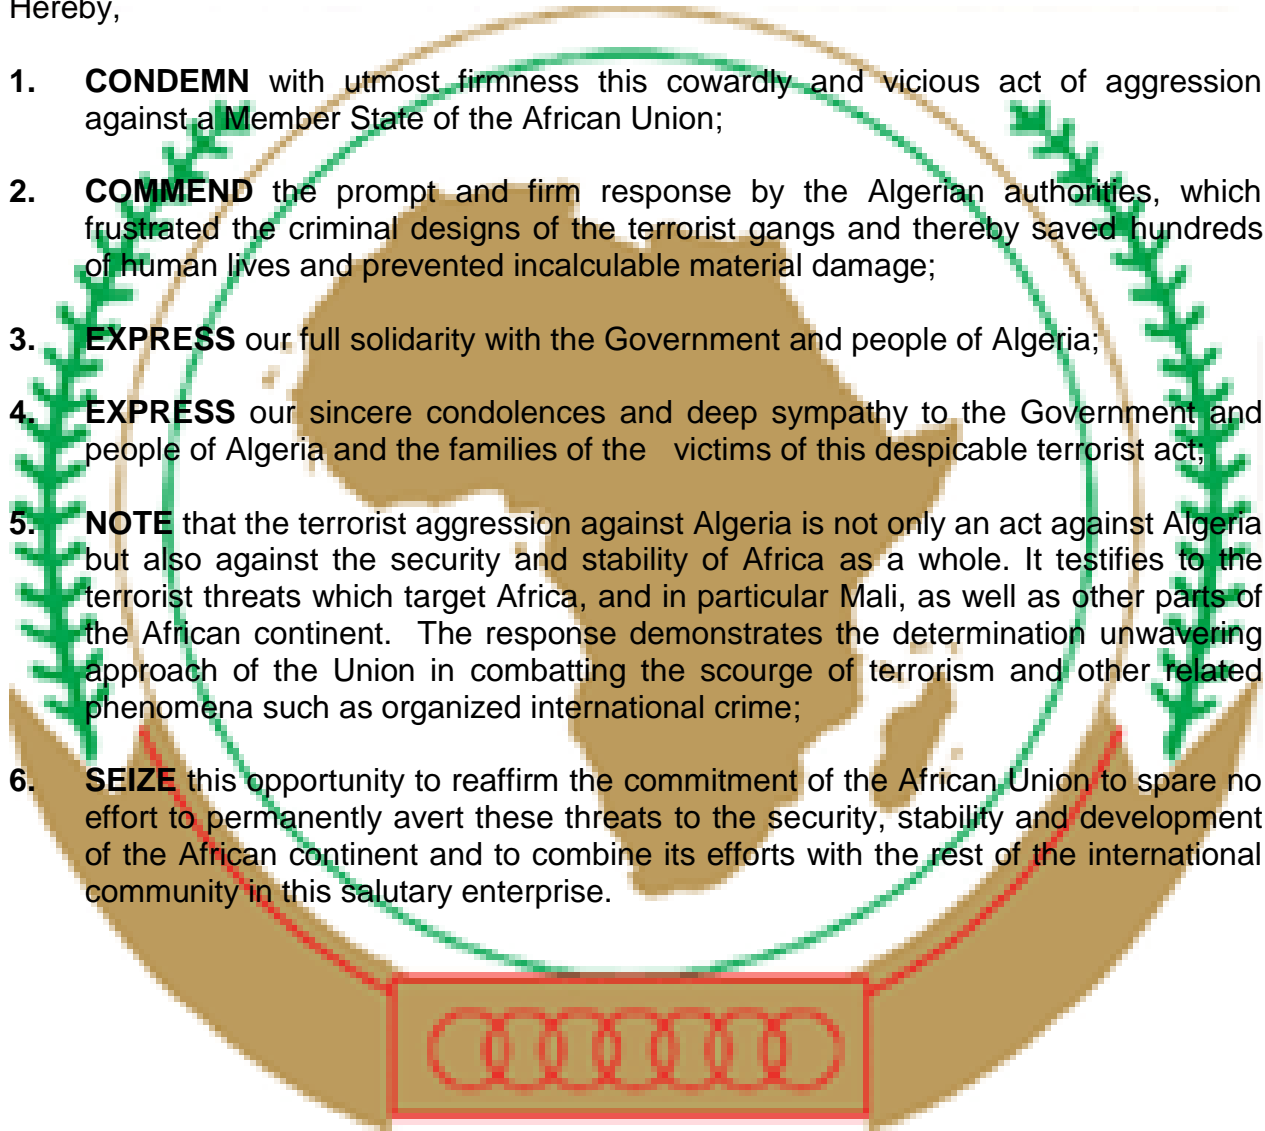 Hereby,
1. CONDEMN with utmost firmness this cowardly and vicious act of aggression
against a Member State of the African Union;
2. COMMEND the prompt and firm response by the Algerian authorities, which
frustrated the criminal designs of the terrorist gangs and thereby saved hundreds
of human lives and prevented incalculable material damage;
3. EXPRESS our full solidarity with the Government and people of Algeria;
4. EXPRESS our sincere condolences and deep sympathy to the Government and
people of Algeria and the families of the victims of this despicable terrorist act;
5. NOTE that the terrorist aggression against Algeria is not only an act against Algeria
but also against the security and stability of Africa as a whole. It testifies to the
terrorist threats which target Africa, and in particular Mali, as well as other parts of
the African continent. The response demonstrates the determination unwavering
approach of the Union in combatting the scourge of terrorism and other related
phenomena such as organized international crime;
6. SEIZE this opportunity to reaffirm the commitment of the African Union to spare no
effort to permanently avert these threats to the security, stability and development
of the African continent and to combine its efforts with the rest of the international
community in this salutary enterprise.